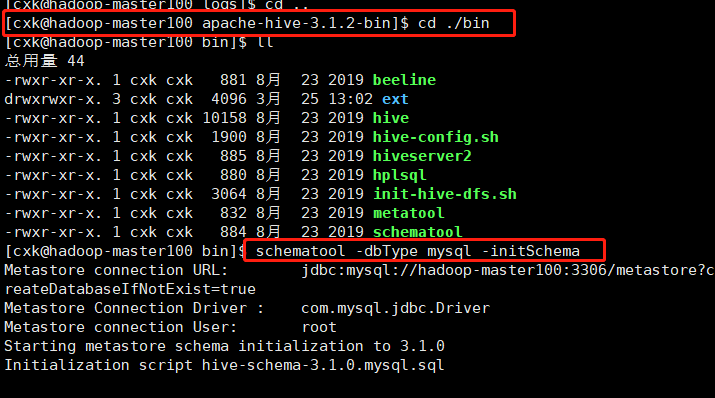 [cxk@hadoop-master100 logs]$ cd ..
[cxk@hadoop-master100 apache-hive-3.1.2-bin]$ cd ./bin
[cxk@hadoop-master100 bin]$ ll
总用量 44
-rwxr-xr-x. 1 cxk cxk   881 8月  23 2019 beeline
drwxrwxr-x. 3 cxk cxk  4096 3月  25 13:02 ext
-rwxr-xr-x. 1 cxk cxk 10158 8月  23 2019 hive
-rwxr-xr-x. 1 cxk cxk  1900 8月  23 2019 hive-config.sh
-rwxr-xr-x. 1 cxk cxk   885 8月  23 2019 hiveserver2
-rwxr-xr-x. 1 cxk cxk   880 8月  23 2019 hplsql
-rwxr-xr-x. 1 cxk cxk  3064 8月  23 2019 init-hive-dfs.sh
-rwxr-xr-x. 1 cxk cxk   832 8月  23 2019 metatool
-rwxr-xr-x. 1 cxk cxk   884 8月  23 2019 schematool
[cxk@hadoop-master100 bin]$ schematool -dbType mysql -initSchema
Metastore connection URL:        jdbc:mysql://hadoop-master100:3306/metastore?c
reateDatabaseIfNotExist=true
Metastore Connection Driver :    com.mysql.jdbc.Driver
Metastore connection User:       root
Starting metastore schema initialization to 3.1.0
Initialization script hive-schema-3.1.0.mysql.sql